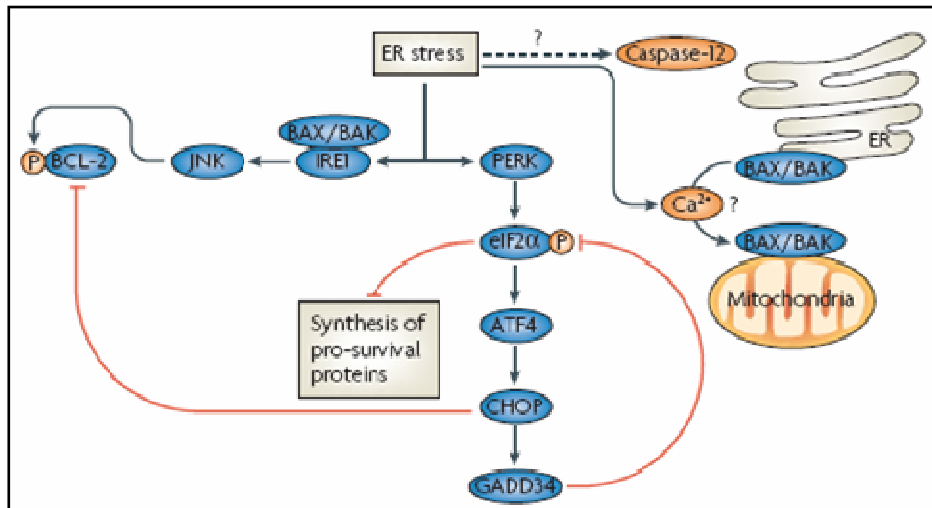 ER stress
?
Caspase-12
ER
BAX/BAK
BAX/BAK
P
BCL-2
JNK
IRE1
PERK
Ca²⁺
?
eIF2α
P
BAX/BAK
Mitochondria
Synthesis of
pro-survival
proteins
ATF4
CHOP
GADD34